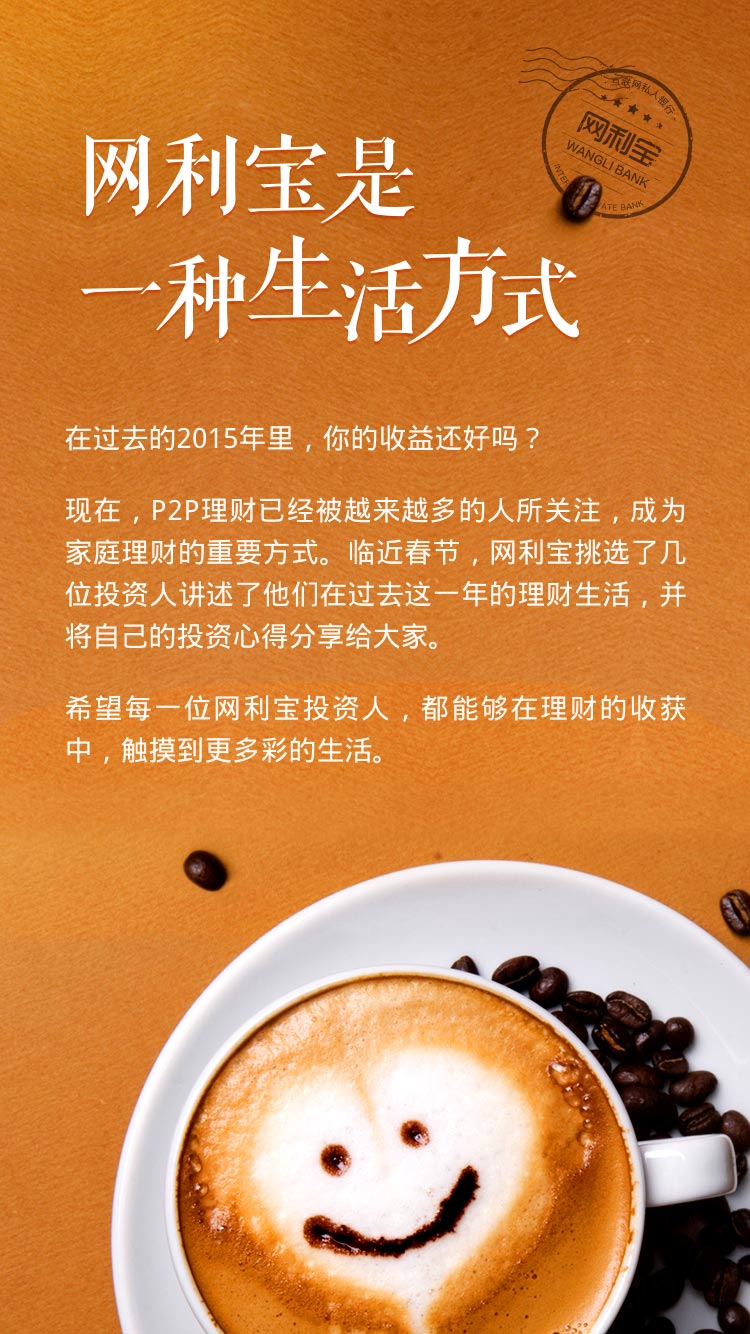 互联网私人银行
网利宝
WANGLI BANK
网利宝是
一种生活方式
在过去的2015年里，你的收益还好吗？
现在，P2P理财已经被越来越多的人所关注，成为
家庭理财的重要方式。临近春节，网利宝挑选了几
位投资人讲述了他们在过去这一年的理财生活，并
将自己的投资心得分享给大家。
希望每一位网利宝投资人，都能够在理财的收获
中，触摸到更多彩的生活。